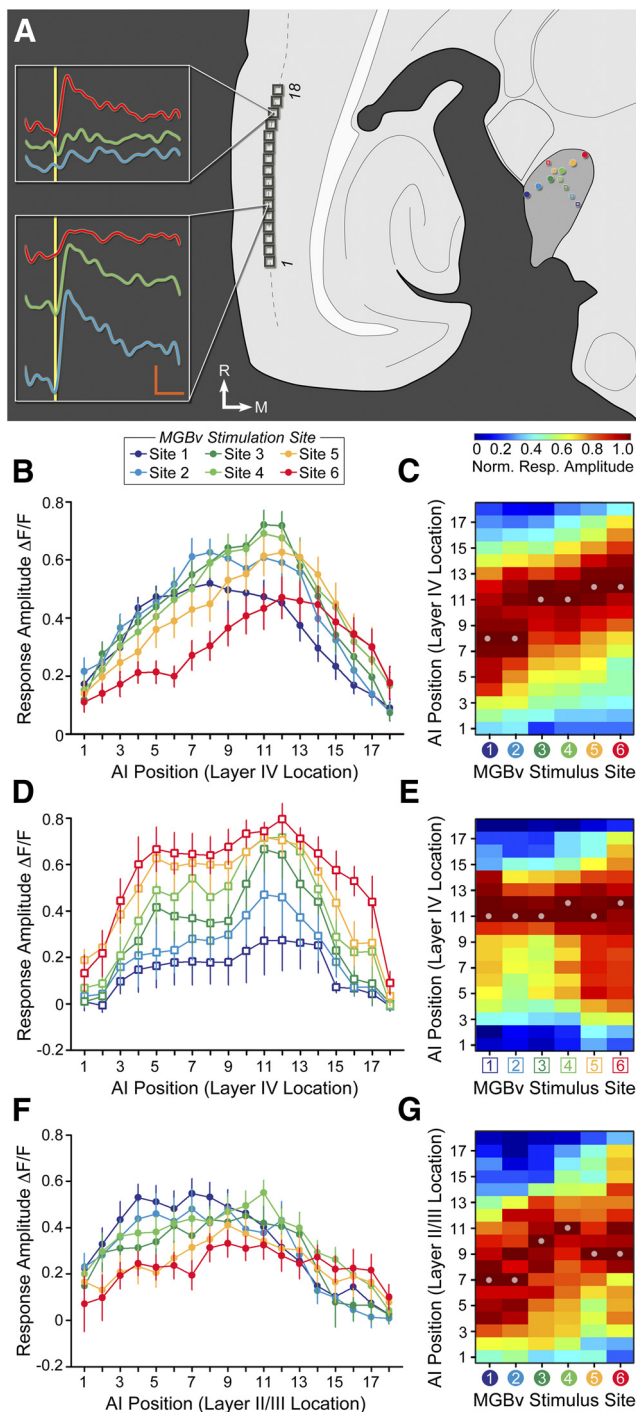 A
18
1
R
M
MGBv Stimulation Site
Site 1 Site 3 Site 5
Site 2 Site 4 Site 6
0 0.2 0.4 0.6 0.8 1.0
Norm. Resp. Amplitude
B
Response Amplitude ΔF/F
0.8
0.6
0.4
0.2
0
1 3 5 7 9 11 13 15 17
AI Position (Layer IV Location)
C
AI Position (Layer IV Location)
17
15
13
11
9
7
5
3
1
1 2 3 4 5 6
MGBv Stimulus Site
D
Response Amplitude ΔF/F
0.8
0.6
0.4
0.2
0
-0.2
1 3 5 7 9 11 13 15 17
AI Position (Layer IV Location)
E
AI Position (Layer IV Location)
17
15
13
11
9
7
5
3
1
1 2 3 4 5 6
MGBv Stimulus Site
F
Response Amplitude ΔF/F
0.8
0.6
0.4
0.2
0
-0.2
1 3 5 7 9 11 13 15 17
AI Position (Layer II/III Location)
G
AI Position (Layer II/III Location)
17
15
13
11
9
7
5
3
1
1 2 3 4 5 6
MGBv Stimulus Site